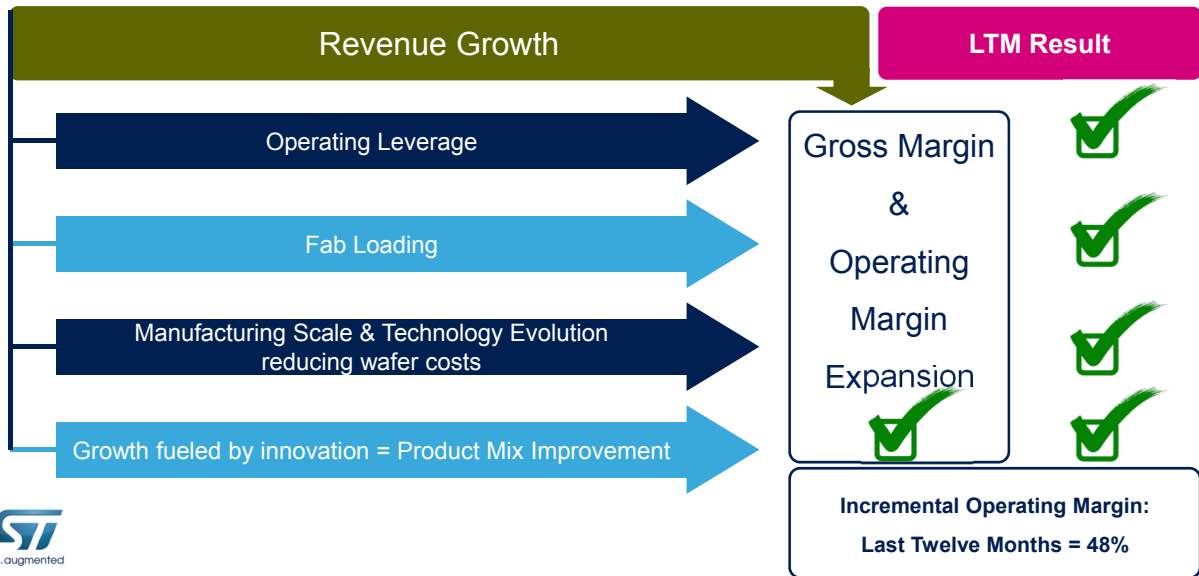 Revenue Growth
LTM Result
Operating Leverage
Fab Loading
Manufacturing Scale & Technology Evolution
reducing wafer costs
Growth fueled by innovation = Product Mix Improvement
Gross Margin
&
Operating
Margin
Expansion
Incremental Operating Margin:
Last Twelve Months = 48%
ST
.augmented